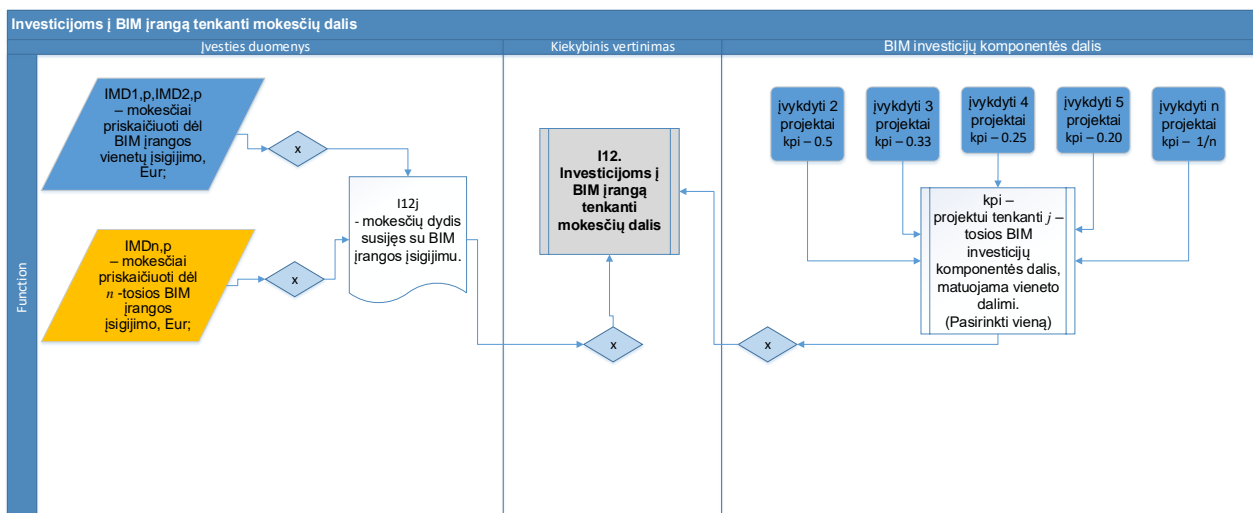 Investicijoms į BIM įrangą tenkanti mokesčių dalis
Įvesties duomenys
Kiekybinis vertinimas
BIM investicijų komponentės dalis
Function
IMD1,p,IMD2,p
– mokesčiai
priskaičiuoti dėl
BIM įrangos
vienetų įsigijimo,
Eur;
x
IMDn,p
– mokesčiai
priskaičiuoti dėl
n -tosios BIM
įrangos
įsigijimo, Eur;
x
I12j
- mokesčių dydis
susijęs su BIM
įrangos įsigijimu.
I12.
Investicijoms į
BIM įrangą
tenkanti
mokesčių dalis
x
įvykdyti 2
projektai
kpi – 0.5
įvykdyti 3
projektai
kpi – 0.33
įvykdyti 4
projektai
kpi – 0.25
įvykdyti 5
projektai
kpi – 0.20
įvykdyti n
projektai
kpi – 1/n
kpi –
projektui tenkanti j –
tosios BIM
investicijų
komponentės dalis,
matuojama vieneto
dalimi.
(Pasirinkti vieną)
x